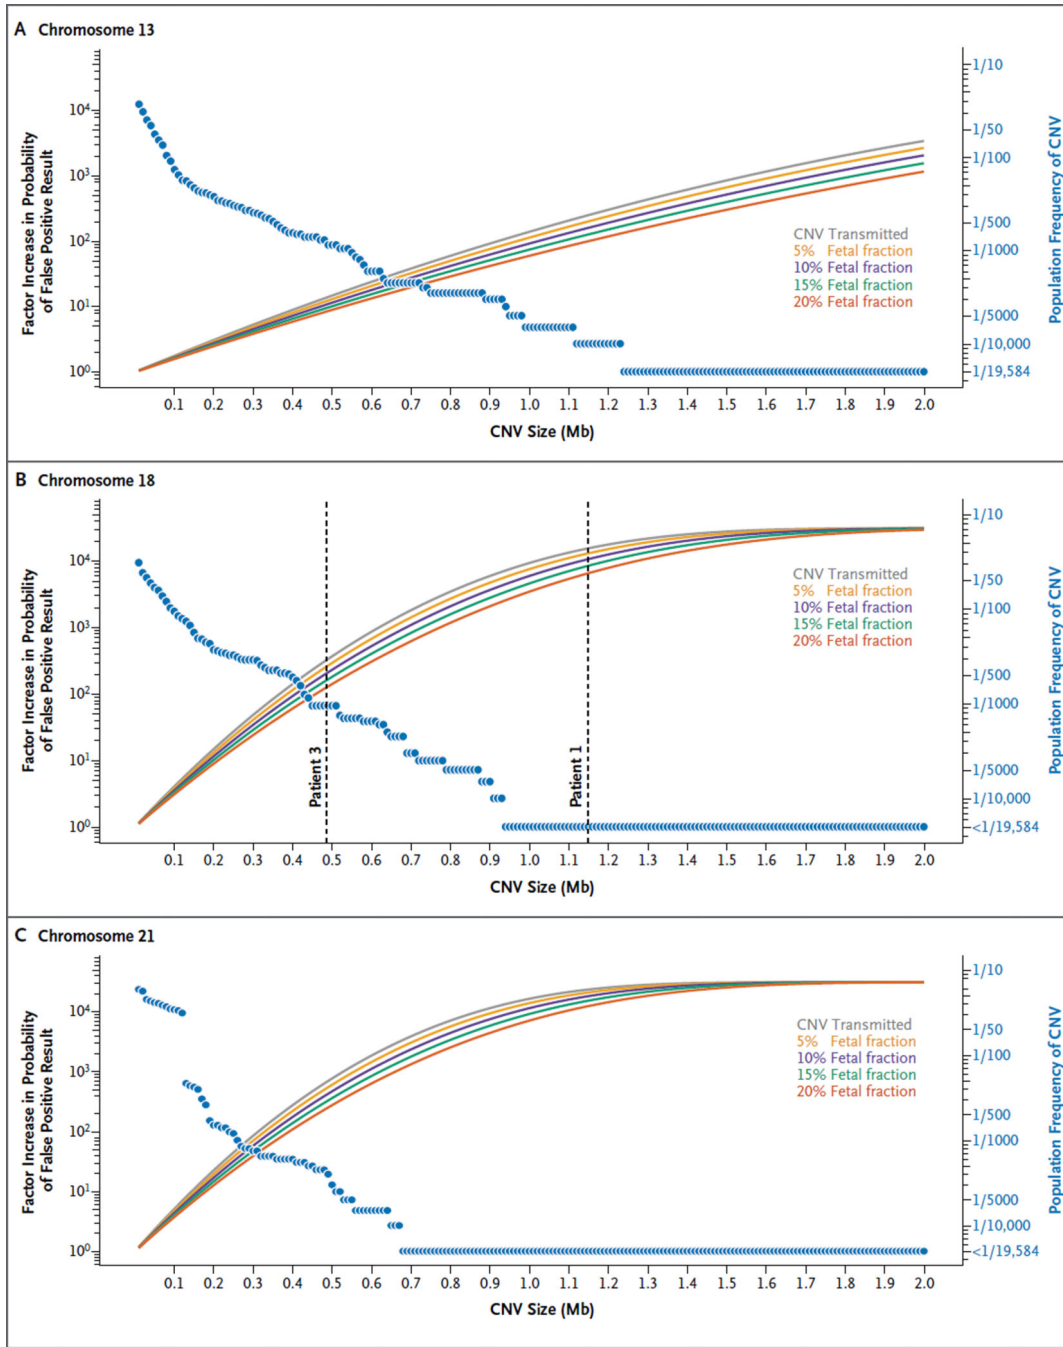 A Chromosome 13
Factor Increase in Probability
of False Positive Result
10⁴
10³
10²
10¹
10⁰
1/10
1/50
1/100
1/500
1/1000
1/5000
1/10,000
1/19,584
Population Frequency of CNV
CNV Transmitted
5% Fetal fraction
10% Fetal fraction
15% Fetal fraction
20% Fetal fraction
0.1 0.2 0.3 0.4 0.5 0.6 0.7 0.8 0.9 1.0 1.1 1.2 1.3 1.4 1.5 1.6 1.7 1.8 1.9 2.0
CNV Size (Mb)
B Chromosome 18
Factor Increase in Probability
of False Positive Result
10⁴
10³
10²
10¹
10⁰
Patient 3
Patient 1
1/10
1/50
1/100
1/500
1/1000
1/5000
1/10,000
<1/19,584
Population Frequency of CNV
CNV Transmitted
5% Fetal fraction
10% Fetal fraction
15% Fetal fraction
20% Fetal fraction
0.1 0.2 0.3 0.4 0.5 0.6 0.7 0.8 0.9 1.0 1.1 1.2 1.3 1.4 1.5 1.6 1.7 1.8 1.9 2.0
CNV Size (Mb)
C Chromosome 21
Factor Increase in Probability
of False Positive Result
10⁴
10³
10²
10¹
10⁰
1/10
1/50
1/100
1/500
1/1000
1/5000
1/10,000
<1/19,584
Population Frequency of CNV
CNV Transmitted
5% Fetal fraction
10% Fetal fraction
15% Fetal fraction
20% Fetal fraction
0.1 0.2 0.3 0.4 0.5 0.6 0.7 0.8 0.9 1.0 1.1 1.2 1.3 1.4 1.5 1.6 1.7 1.8 1.9 2.0
CNV Size (Mb)